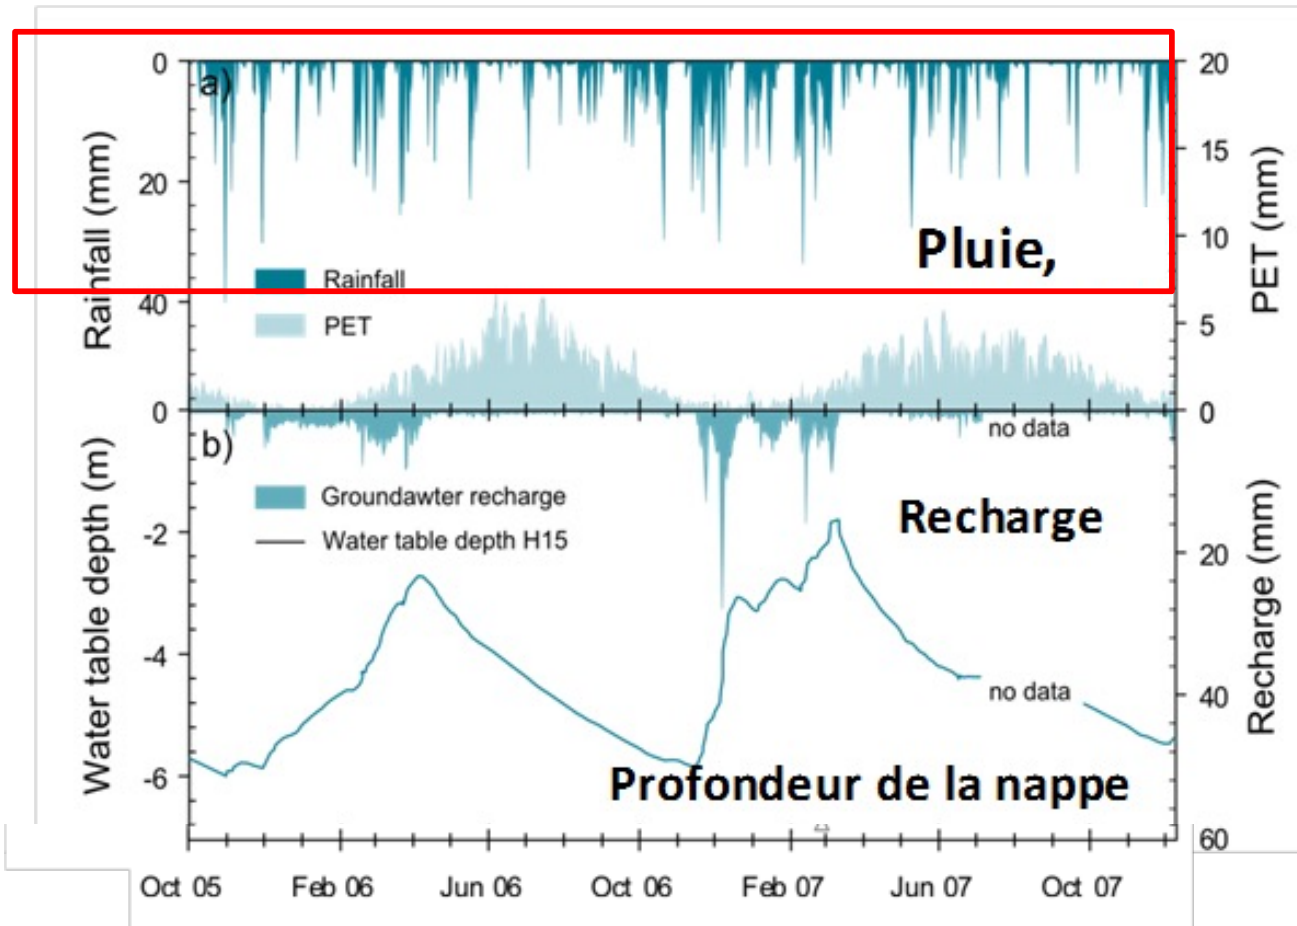 0
20
a)
15
20
Rainfall (mm)
PET (mm)
10
Pluie,
Rainfall
40
PET
5
0
0
b)
no data
Water table depth (m)
Groundawter recharge
Recharge
-2
Water table depth H15
20
Recharge (mm)
-4
no data
40
-6
Profondeur de la nappe
60
Oct 05 Feb 06 Jun 06 Oct 06 Feb 07 Jun 07 Oct 07